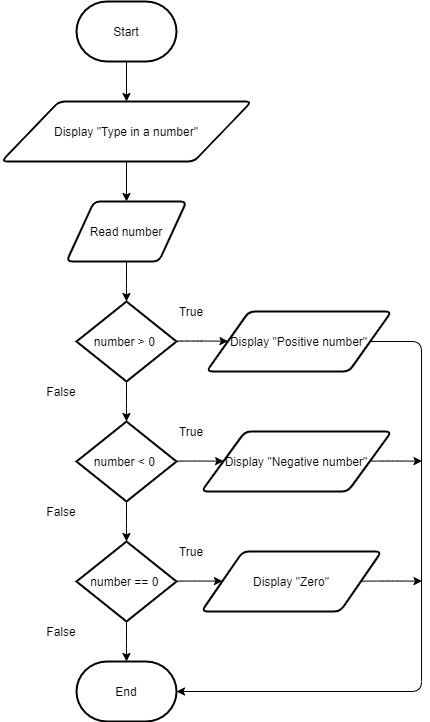 Start
Display "Type in a number"
Read number
True
number > 0
Display "Positive number"
False
True
number < 0
Display "Negative number"
False
True
number == 0
Display "Zero"
False
End